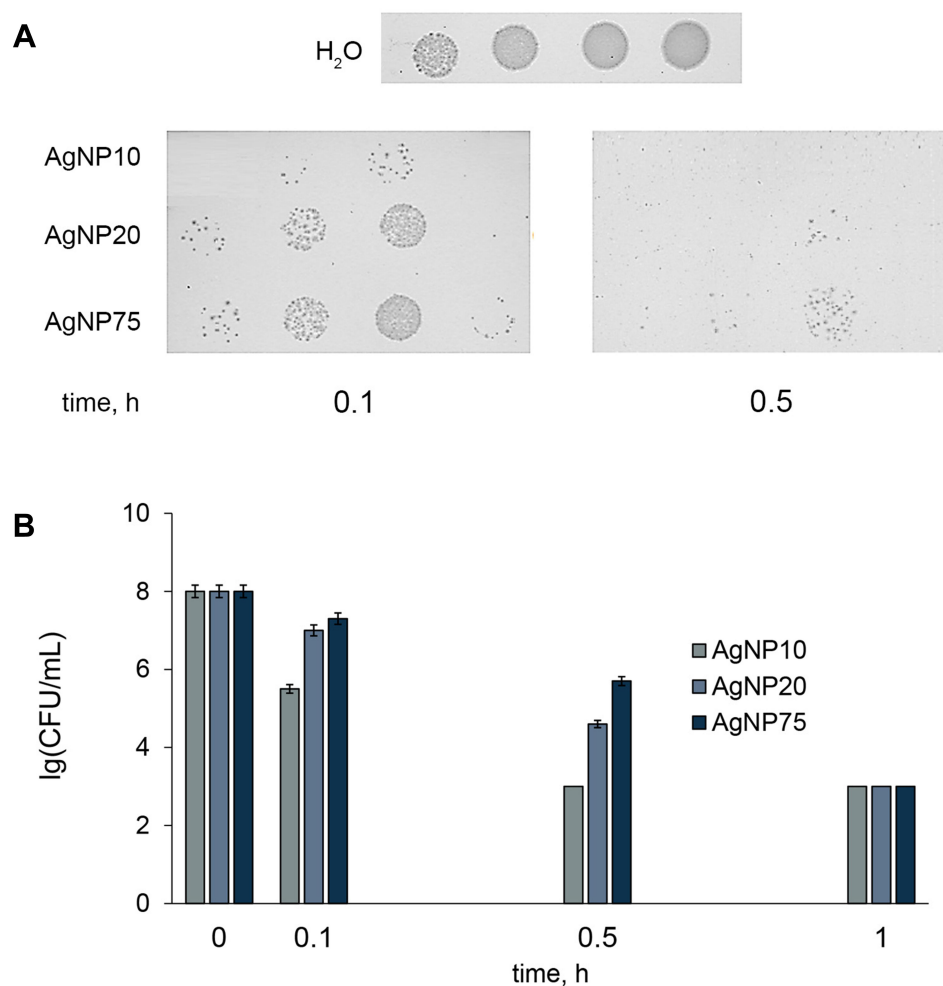 A
H₂O
AgNP10
AgNP20
AgNP75
time, h 0.1 0.5
B
10
8
6
4
2
0
lg(CFU/mL)
AgNP10
AgNP20
AgNP75
0 0.1 0.5 1
time, h